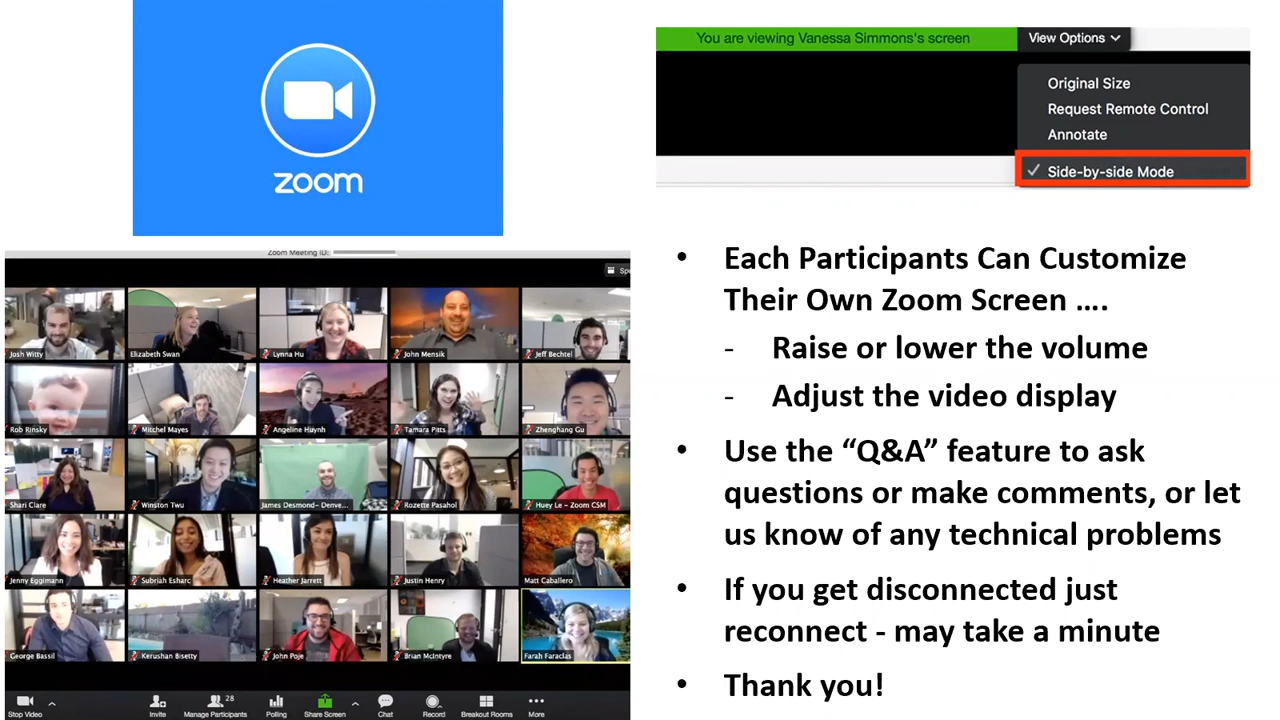 zoom
You are viewing Vanessa Simmons's screen
View Options
Original Size
Request Remote Control
Annotate
Side-by-side Mode
Zoom Meeting ID:
Josh Witty
Elizabeth Swan
Lynna Hu
John Mensik
Jeff Bechtel
Rob Rinsky
Mitchel Mayes
Angeline Huynh
Tamara Pitts
Zhenghang Gu
Shari Clare
Winston Twu
James Desmond- Denve...
Rozette Pasahol
Huey Le - Zoom CSM
Jenny Eggimann
Subriah Esharc
Heather Jarrett
Justin Henry
Matt Caballero
George Bassil
Kerushan Bisetty
John Poje
Brian McIntyre
Farah Faraclas
Stop Video
Invite
Manage Participants
28
Polling
Share Screen
Chat
Record
Breakout Rooms
More
• Each Participants Can Customize
Their Own Zoom Screen ....
- Raise or lower the volume
- Adjust the video display
• Use the “Q&A” feature to ask
questions or make comments, or let
us know of any technical problems
• If you get disconnected just
reconnect - may take a minute
• Thank you!